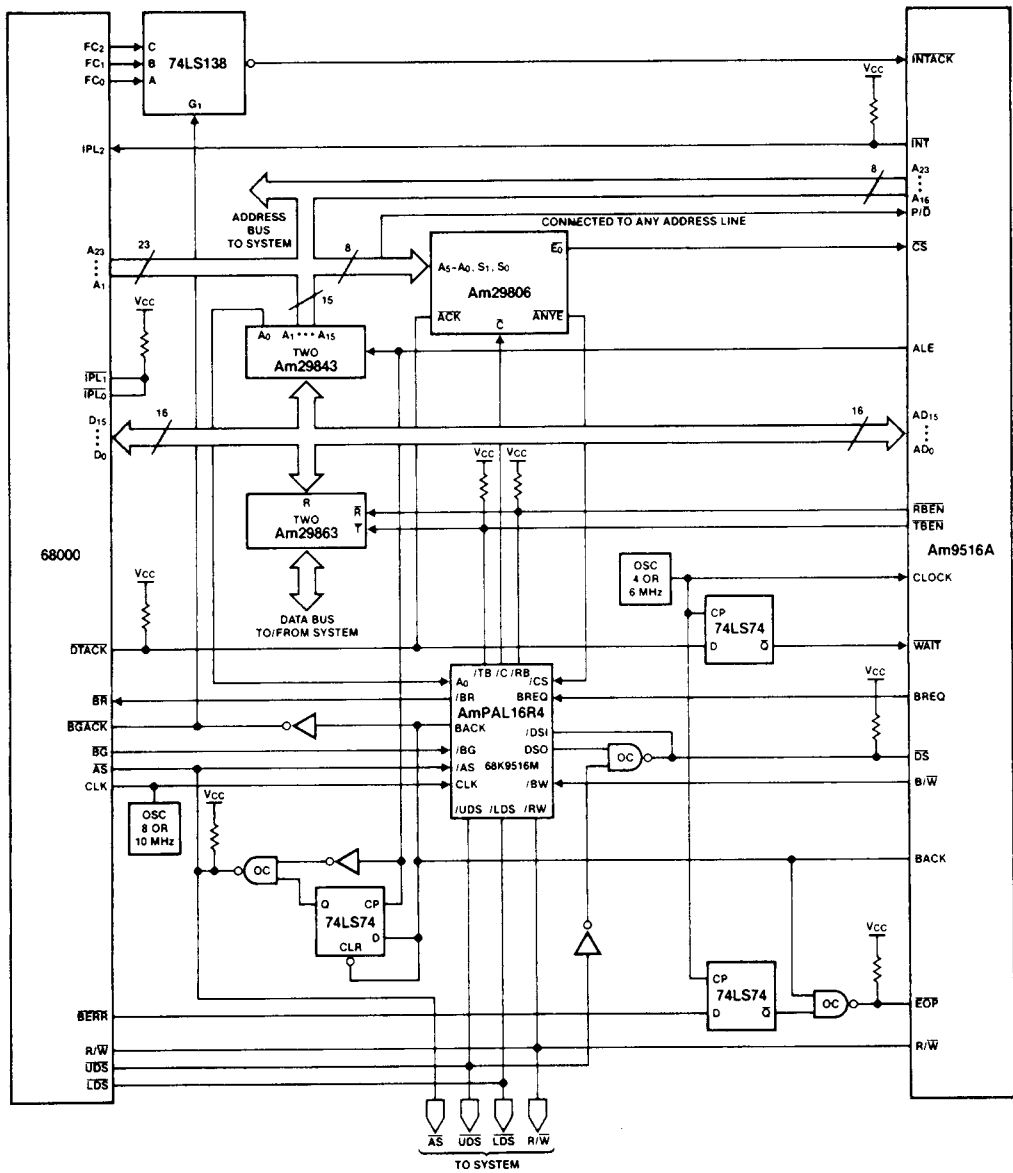 FC2
FC1
FC0
C
B
A
74LS138
G1
INTACK
VCC
IPL2
INT
8
A23
A16
P/D
ADDRESS
BUS
TO SYSTEM
CONNECTED TO ANY ADDRESS LINE
A23
A1
23
8
A5–A0, S1, S0
E0
CS
Am29806
VCC
15
ACK
C
ANYE
A0 A1 ••• A15
TWO
Am29843
ALE
IPL1
IPL0
D15
D0
16
16
AD15
AD0
VCC
VCC
R
TWO
Am29863
R
T
RBEN
TBEN
68000
Am9516A
OSC
4 OR
6 MHz
CLOCK
VCC
DATA BUS
TO/FROM SYSTEM
CP
74LS74
D
Q
DTACK
WAIT
/TB /C /RB
A0
/CS
BR
/BR
BREQ
BREQ
VCC
AmPAL16R4
BGACK
BACK
/DSI
DSO
BG
/BG
68K9516M
OC
DS
AS
/AS
CLK
CLK
/BW
B/W
/UDS /LDS /RW
OSC
8 OR
10 MHz
VCC
OC
BACK
Q
CP
74LS74
D
CLR
VCC
CP
74LS74
D
Q
OC
EOP
BERR
R/W
R/W
UDS
LDS
AS
UDS
LDS
R/W
TO SYSTEM